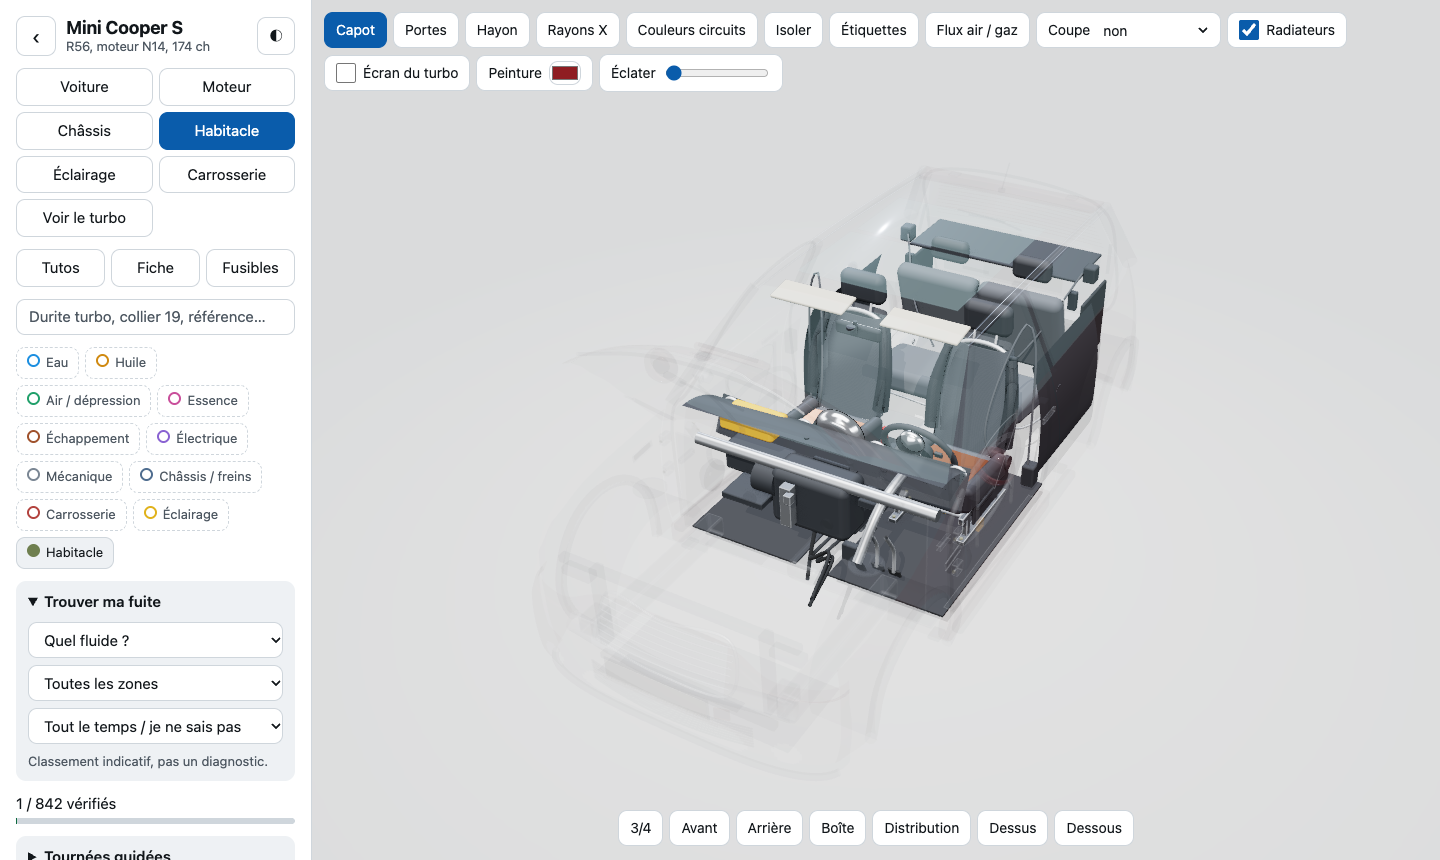 Mini Cooper S
R56, moteur N14, 174 ch
Voiture
Moteur
Châssis
Habitacle
Éclairage
Carrosserie
Voir le turbo
Tutos
Fiche
Fusibles
Durite turbo, collier 19, référence...
Eau
Huile
Air / dépression
Essence
Échappement
Électrique
Mécanique
Châssis / freins
Carrosserie
Éclairage
Habitacle
Trouver ma fuite
Quel fluide ?
Toutes les zones
Tout le temps / je ne sais pas
Classement indicatif, pas un diagnostic.
1 / 842 vérifiés
Tournées guidées
Capot
Portes
Hayon
Rayons X
Couleurs circuits
Isoler
Étiquettes
Flux air / gaz
Coupe non
Radiateurs
Écran du turbo
Peinture
Éclater
3/4
Avant
Arrière
Boîte
Distribution
Dessus
Dessous